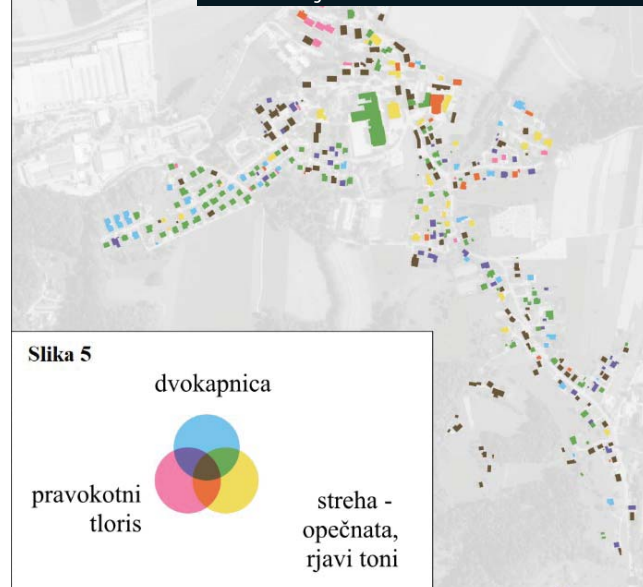 Slika 5
dvokapnica
pravokotni
tloris
streha -
opečnata,
rjavi toni